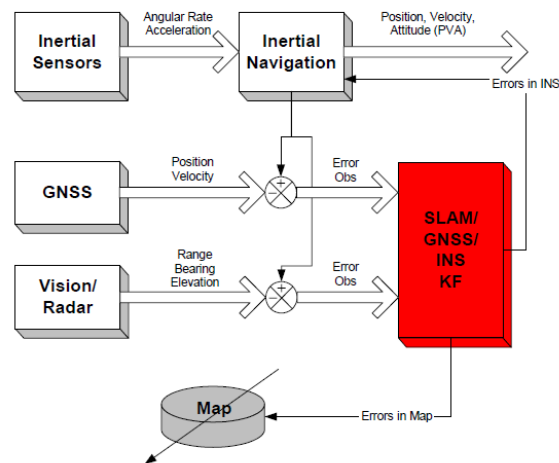 Inertial
Sensors
Angular Rate
Acceleration
Inertial
Navigation
Position, Velocity,
Attitude (PVA)
Errors in INS
GNSS
Position
Velocity
+
−
Error
Obs
SLAM/
GNSS/
INS
KF
Vision/
Radar
Range
Bearing
Elevation
+
−
Error
Obs
Map
Errors in Map